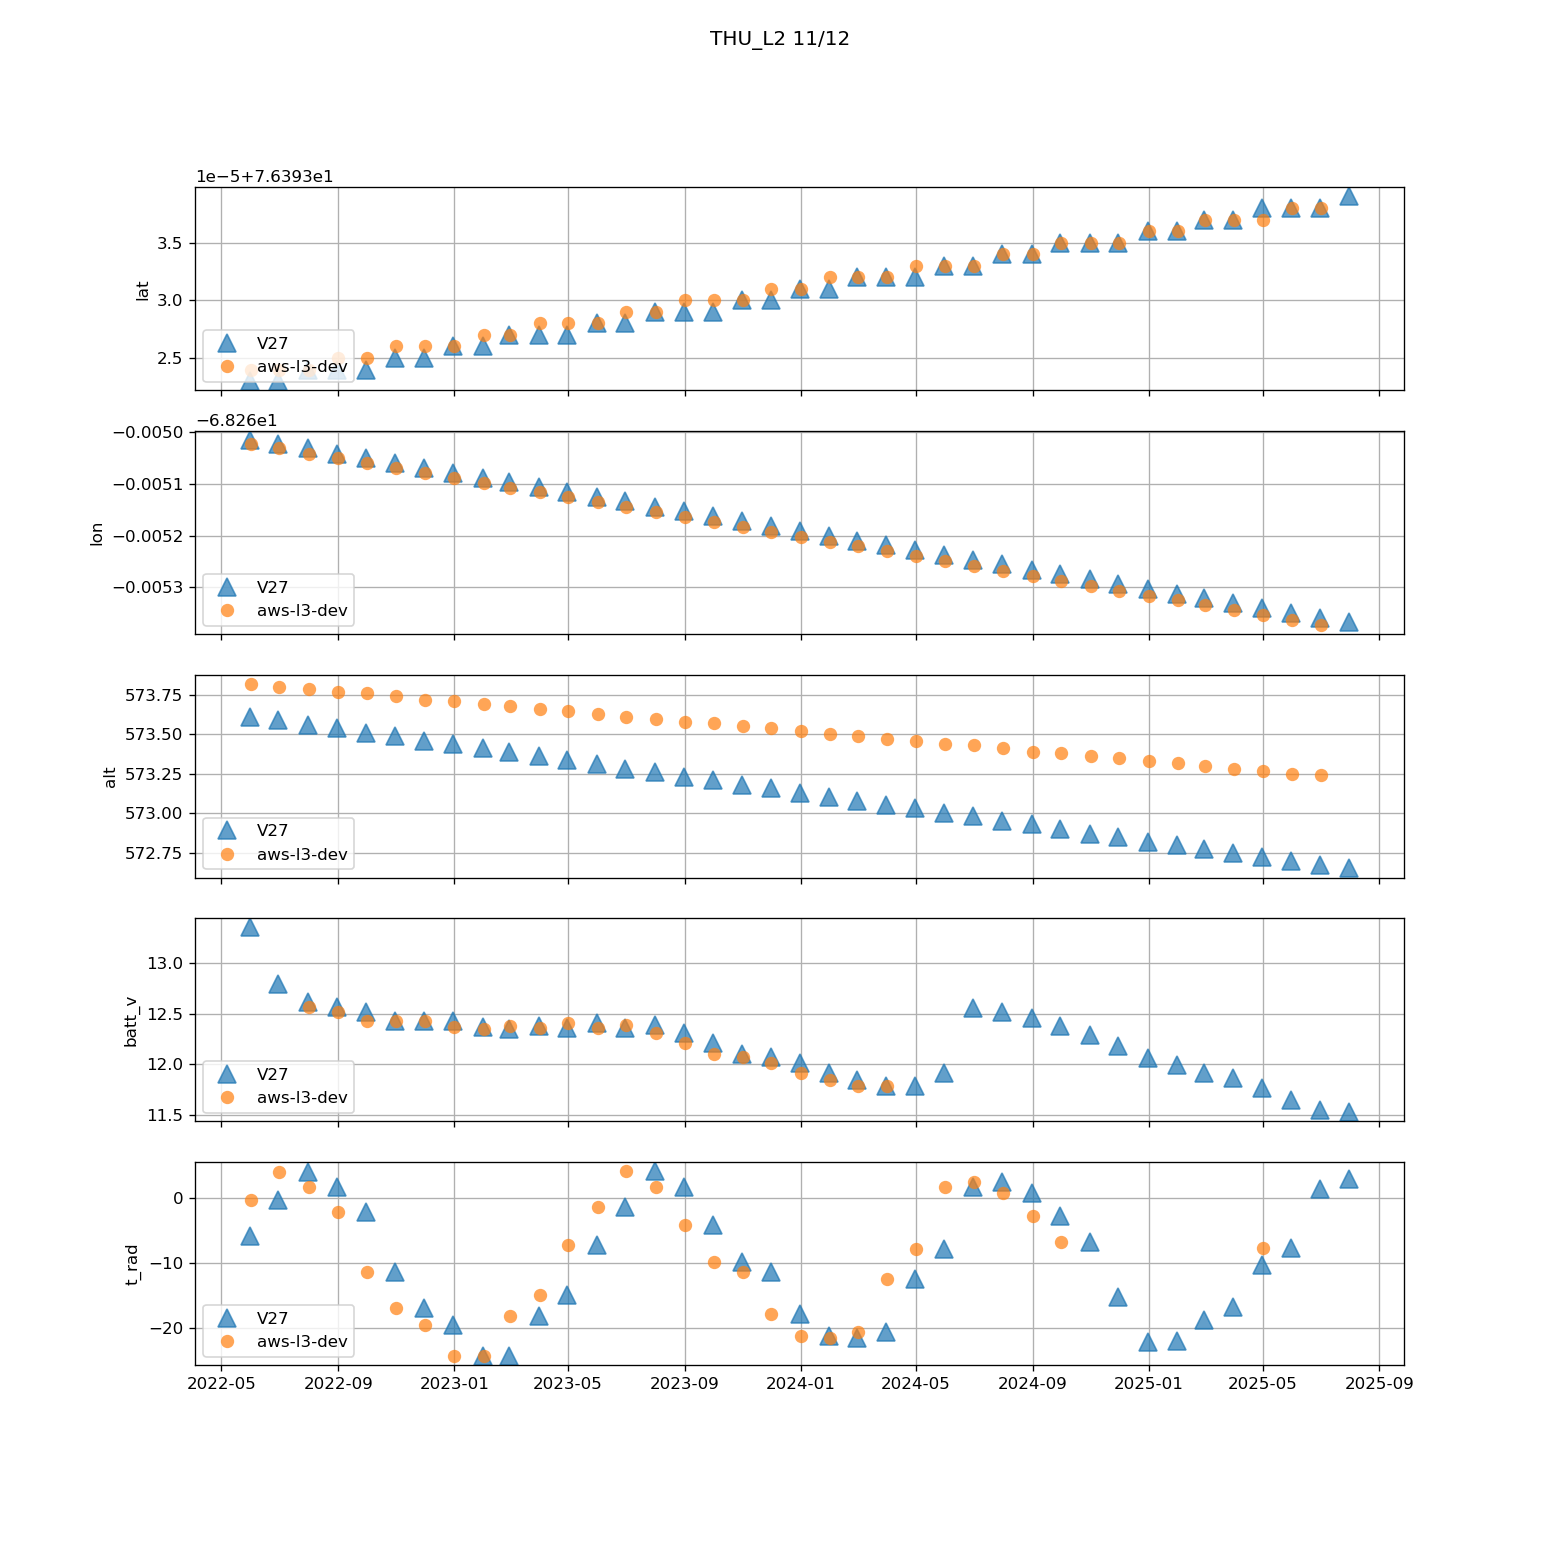 THU_L2 11/12
1e−5+7.6393e1
3.5
3.0
2.5
lat
V27
aws-l3-dev
−6.826e1
−0.0050
−0.0051
−0.0052
−0.0053
lon
V27
aws-l3-dev
573.75
573.50
573.25
573.00
572.75
alt
V27
aws-l3-dev
13.0
12.5
12.0
11.5
batt_v
V27
aws-l3-dev
0
−10
−20
t_rad
V27
aws-l3-dev
2022-05 2022-09 2023-01 2023-05 2023-09 2024-01 2024-05 2024-09 2025-01 2025-05 2025-09